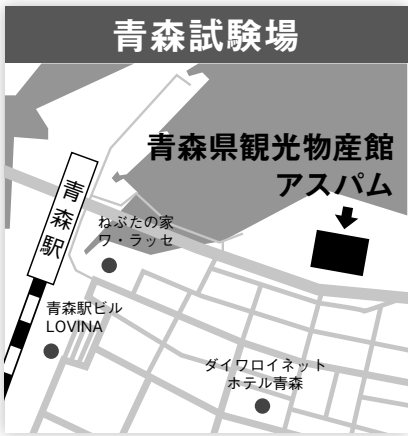 青森試験場
青森県観光物産館
アスパム
青森駅
ねぶたの家
ワ・ラッセ
青森駅ビル
LOVINA
ダイワロイネット
ホテル青森